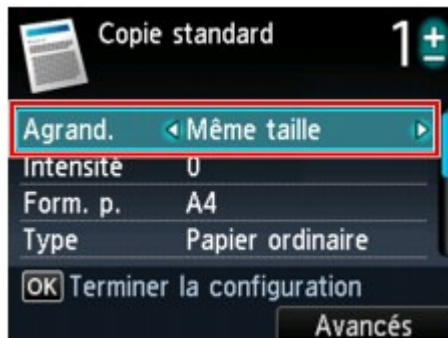 Copie standard 1±
Agrand. Même taille
Intensité 0
Form. p. A4
Type Papier ordinaire
OK Terminer la configuration
Avancés